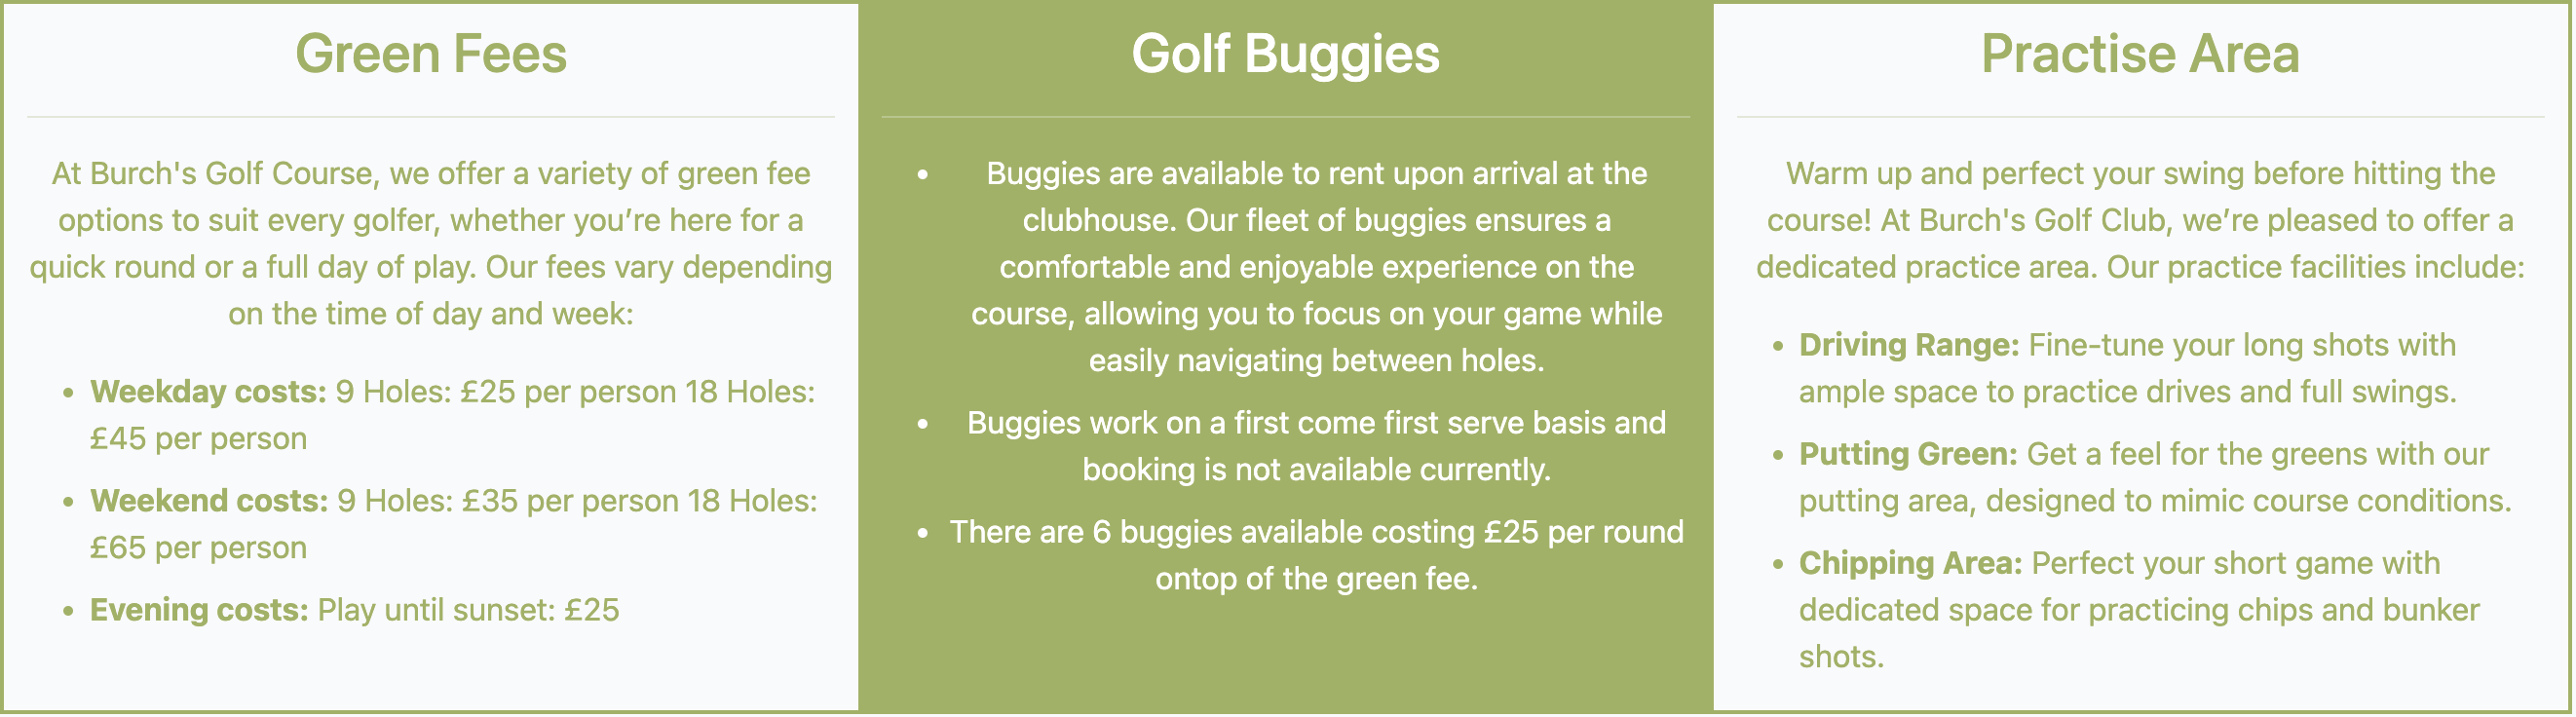 Green Fees
At Burch's Golf Course, we offer a variety of green fee
options to suit every golfer, whether you’re here for a
quick round or a full day of play. Our fees vary depending
on the time of day and week:
• Weekday costs: 9 Holes: £25 per person 18 Holes:
£45 per person
• Weekend costs: 9 Holes: £35 per person 18 Holes:
£65 per person
• Evening costs: Play until sunset: £25
Golf Buggies
• Buggies are available to rent upon arrival at the
clubhouse. Our fleet of buggies ensures a
comfortable and enjoyable experience on the
course, allowing you to focus on your game while
easily navigating between holes.
• Buggies work on a first come first serve basis and
booking is not available currently.
• There are 6 buggies available costing £25 per round
ontop of the green fee.
Practise Area
Warm up and perfect your swing before hitting the
course! At Burch's Golf Club, we’re pleased to offer a
dedicated practice area. Our practice facilities include:
• Driving Range: Fine-tune your long shots with
ample space to practice drives and full swings.
• Putting Green: Get a feel for the greens with our
putting area, designed to mimic course conditions.
• Chipping Area: Perfect your short game with
dedicated space for practicing chips and bunker
shots.